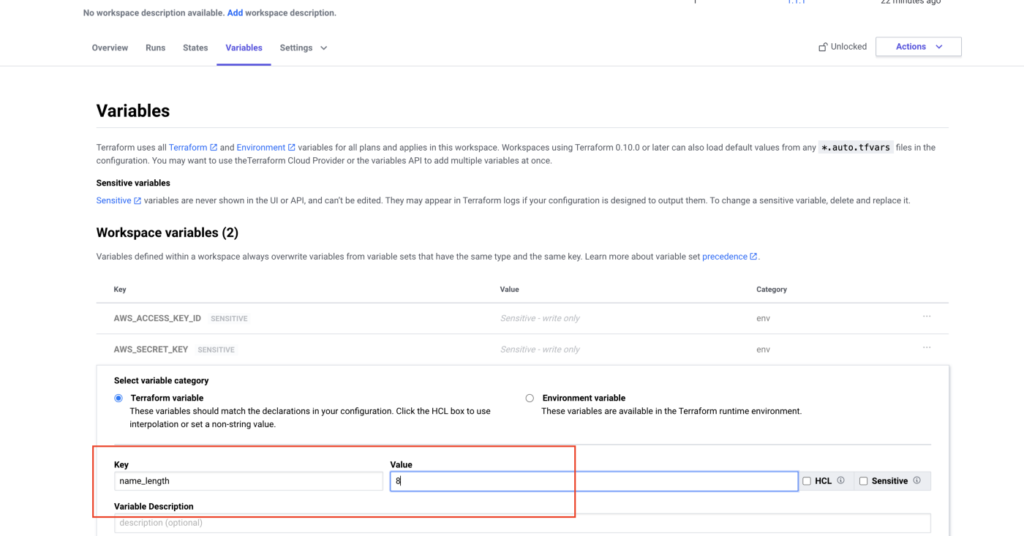 1.1.1 22 minutes ago
No workspace description available. Add workspace description.
Overview Runs States Variables Settings Unlocked Actions
Variables
Terraform uses all Terraform and Environment variables for all plans and applies in this workspace. Workspaces using Terraform 0.10.0 or later can also load default values from any *.auto.tfvars files in the
configuration. You may want to use theTerraform Cloud Provider or the variables API to add multiple variables at once.
Sensitive variables
Sensitive variables are never shown in the UI or API, and can't be edited. They may appear in Terraform logs if your configuration is designed to output them. To change a sensitive variable, delete and replace it.
Workspace variables (2)
Variables defined within a workspace always overwrite variables from variable sets that have the same type and the same key. Learn more about variable set precedence.
Key Value Category
AWS_ACCESS_KEY_ID SENSITIVE Sensitive - write only env ...
AWS_SECRET_KEY SENSITIVE Sensitive - write only env ...
Select variable category
Terraform variable Environment variable
These variables should match the declarations in your configuration. Click the HCL box to use These variables are available in the Terraform runtime environment.
interpolation or set a non-string value.
Key Value
name_length 8 HCL Sensitive
Variable Description
description (optional)